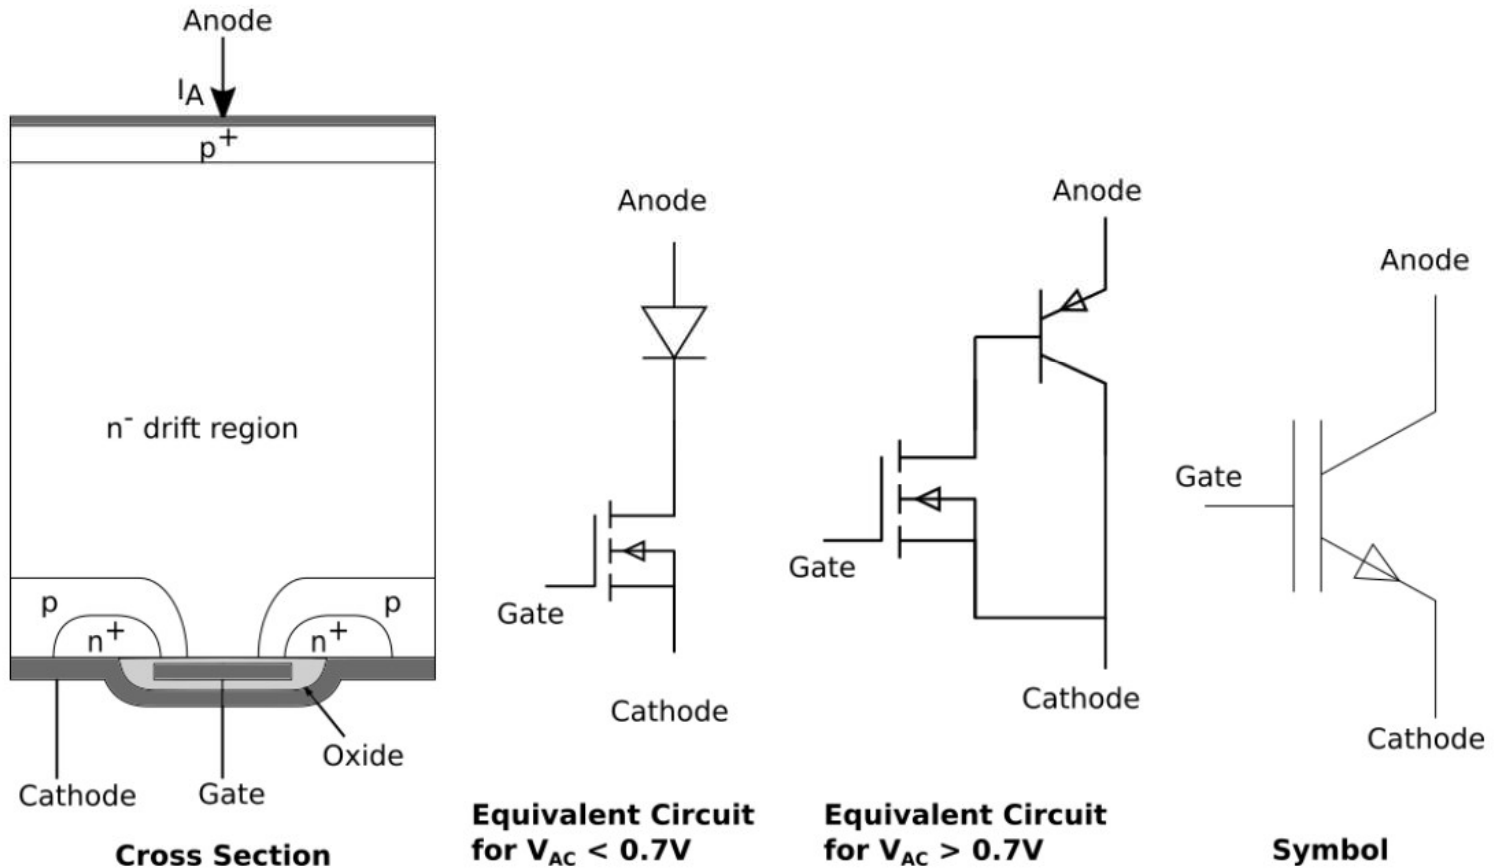 Anode
I_A
p⁺
n⁻ drift region
p
p
n⁺
n⁺
Oxide
Cathode
Gate
Cross Section
Anode
Gate
Cathode
Equivalent Circuit
for V_AC < 0.7V
Anode
Gate
Cathode
Equivalent Circuit
for V_AC > 0.7V
Anode
Gate
Cathode
Symbol